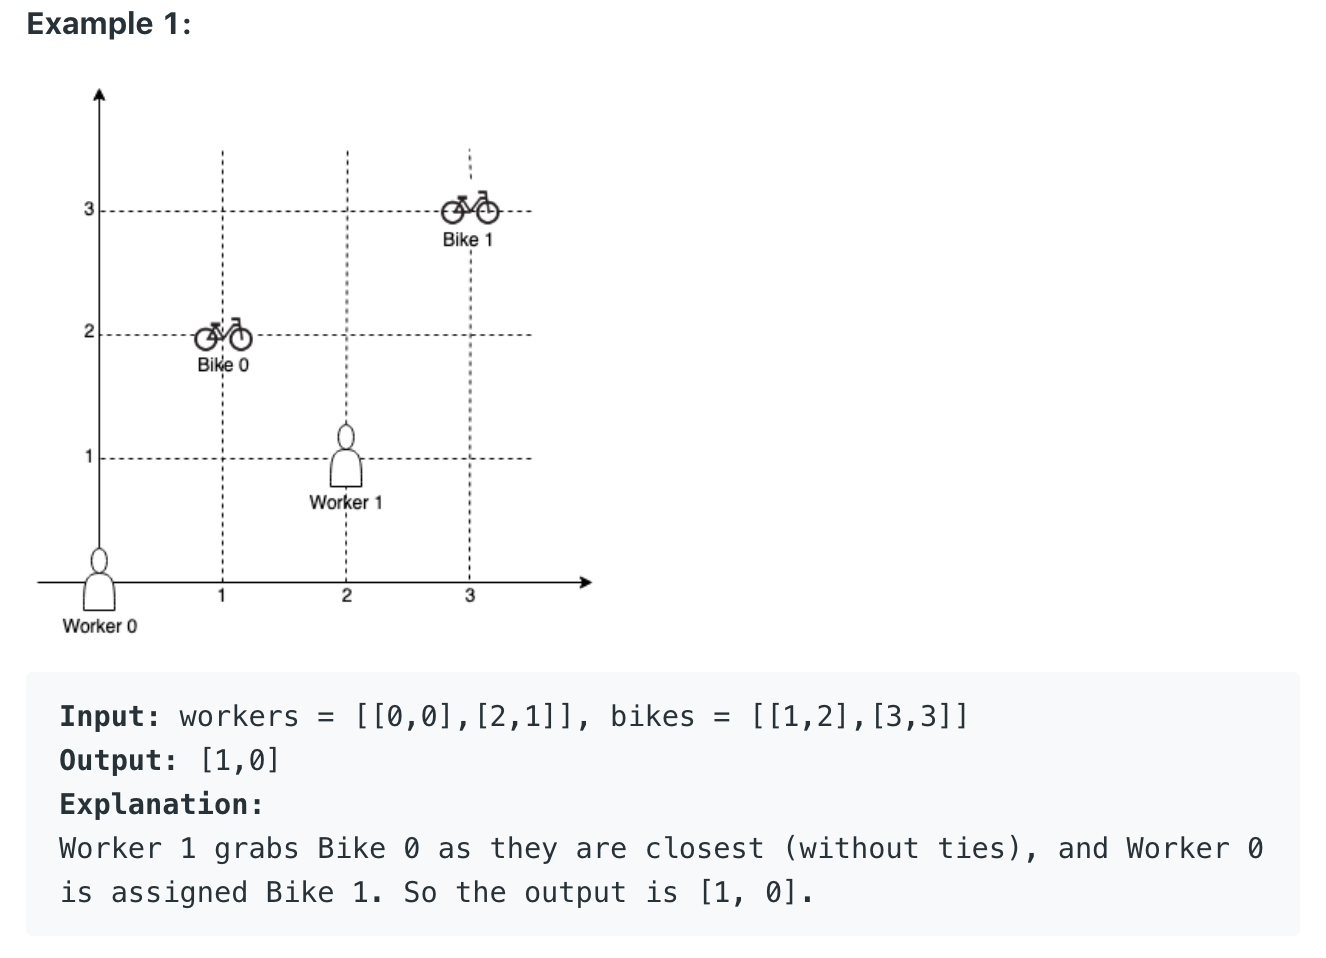 Example 1:
3
Bike 1
2
Bike 0
1
Worker 1
1
2
3
Worker 0
Input: workers = [[0,0],[2,1]], bikes = [[1,2],[3,3]]
Output: [1,0]
Explanation:
Worker 1 grabs Bike 0 as they are closest (without ties), and Worker 0
is assigned Bike 1. So the output is [1, 0].